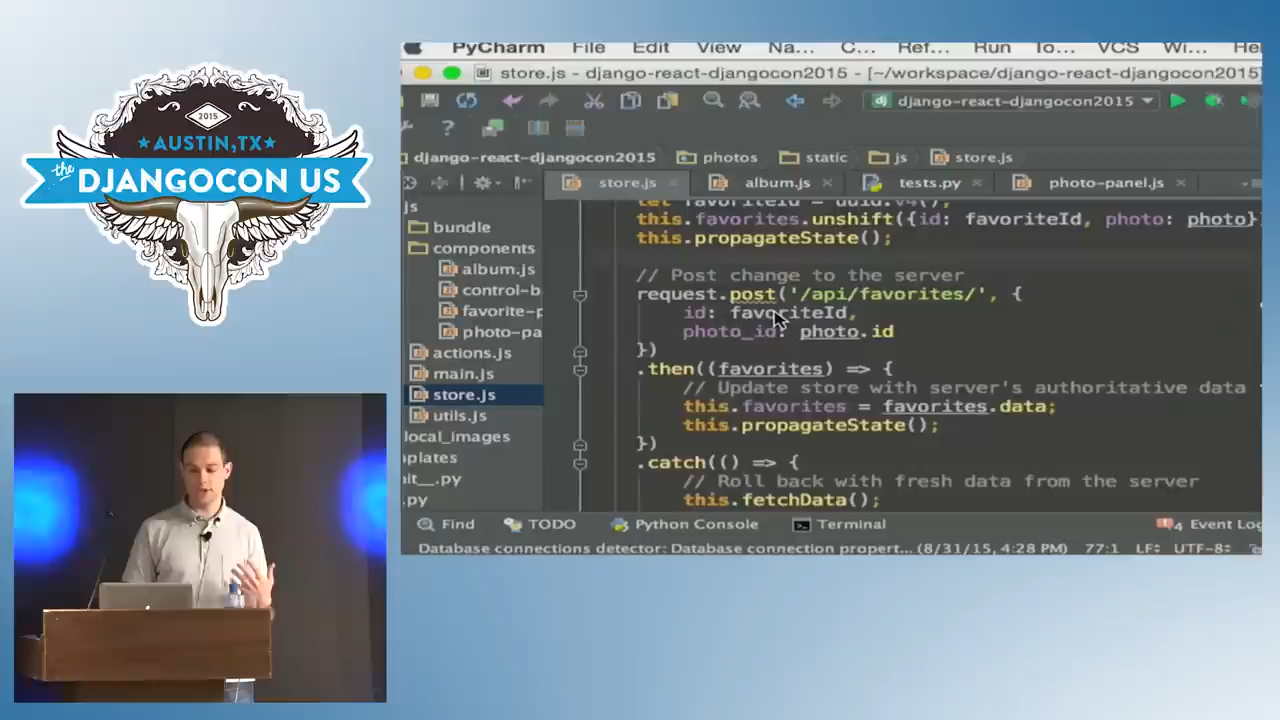 2015
★AUSTIN,TX★
the DJANGOCON US
PyCharm File Edit View Na... C... Ref... Run To... VCS Wi... He
store.js - django-react-djangocon2015 - [~/workspace/django-react-djangocon2015]
django-react-djangocon2015
django-react-djangocon2015 photos static js store.js
store.js album.js tests.py photo-panel.js
js
bundle
components
album.js
control-b
favorite-p
photo-pa
actions.js
main.js
store.js
utils.js
local_images
nplates
nit__.py
.py
let favoriteId = uuid.v4();
this.favorites.unshift({id: favoriteId, photo: photo}
this.propagateState();
// Post change to the server
request.post('/api/favorites/', {
id: favoriteId,
photo_id: photo.id
})
.then((favorites) => {
// Update store with server's authoritative data
this.favorites = favorites.data;
this.propagateState();
})
.catch(() => {
// Roll back with fresh data from the server
this.fetchData();
Find TODO Python Console Terminal 4 Event Log
Database connections detector: Database connection propert... (8/31/15, 4:28 PM) 77:1 LF: UTF-8: